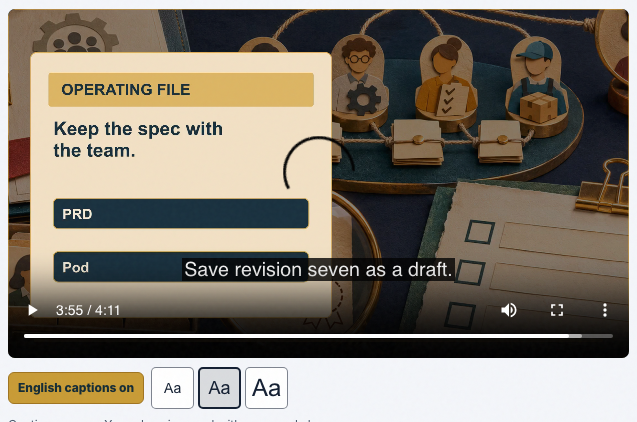 OPERATING FILE
Keep the spec with
the team.
PRD
Pod
Save revision seven as a draft.
3:55 / 4:11
English captions on
Aa
Aa
Aa